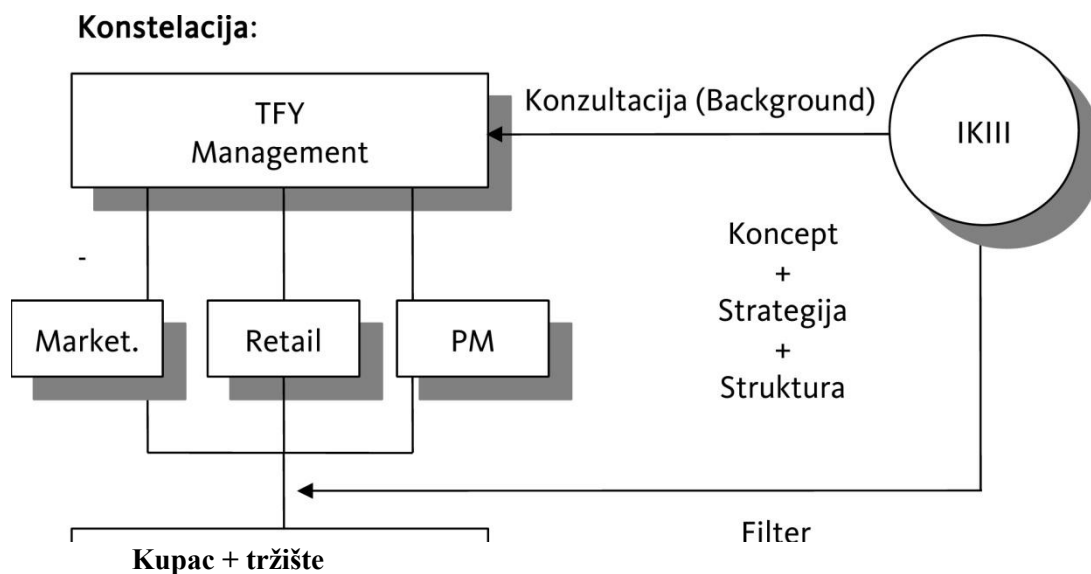 Konstelacija:
TFY
Management
Konzultacija (Background)
IKIII
-
Market.
Retail
PM
Koncept
+
Strategija
+
Struktura
Filter
Kupac + tržište